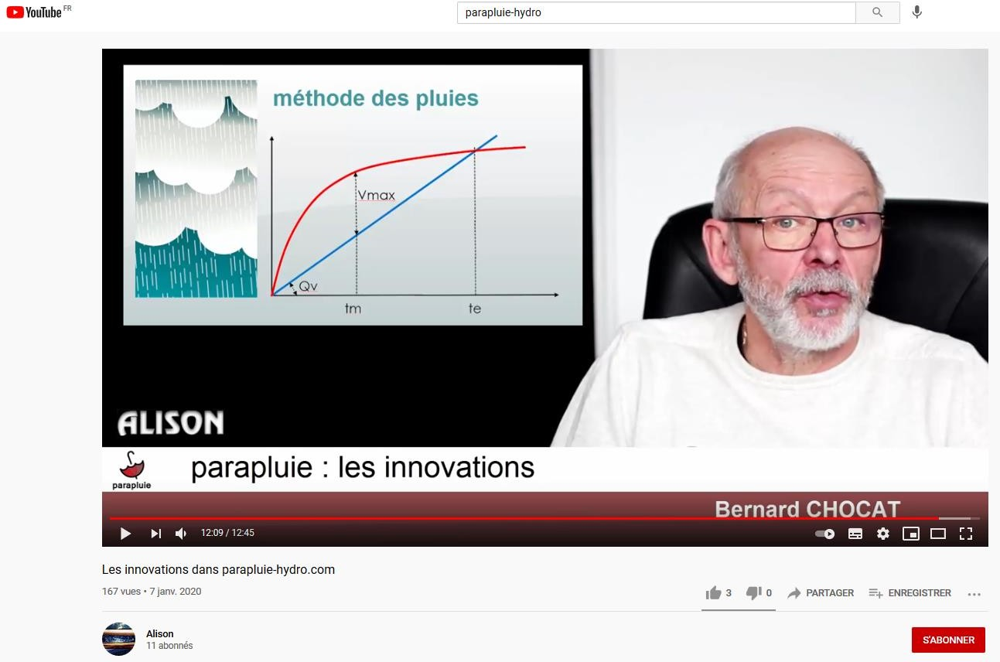 YouTube FR
parapluie-hydro
méthode des pluies
Vmax
Qv
tm
te
ALISON
parapluie
parapluie : les innovations
Bernard CHOCAT
12:09 / 12:45
Les innovations dans parapluie-hydro.com
167 vues • 7 janv. 2020
3
0
PARTAGER
ENREGISTRER
Alison
11 abonnés
S'ABONNER